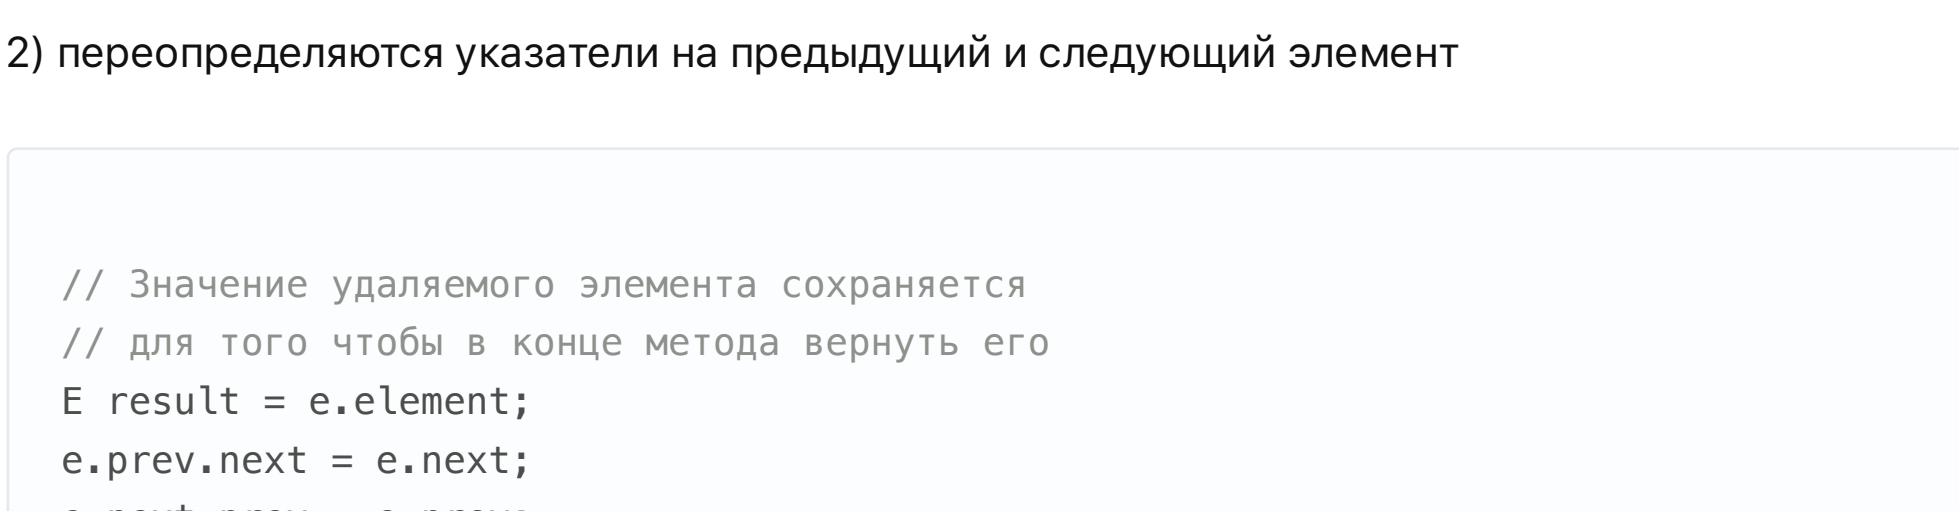 2) переопределяются указатели на предыдущий и следующий элемент
// Значение удаляемого элемента сохраняется
// для того чтобы в конце метода вернуть его
E result = e.element;
e.prev.next = e.next;